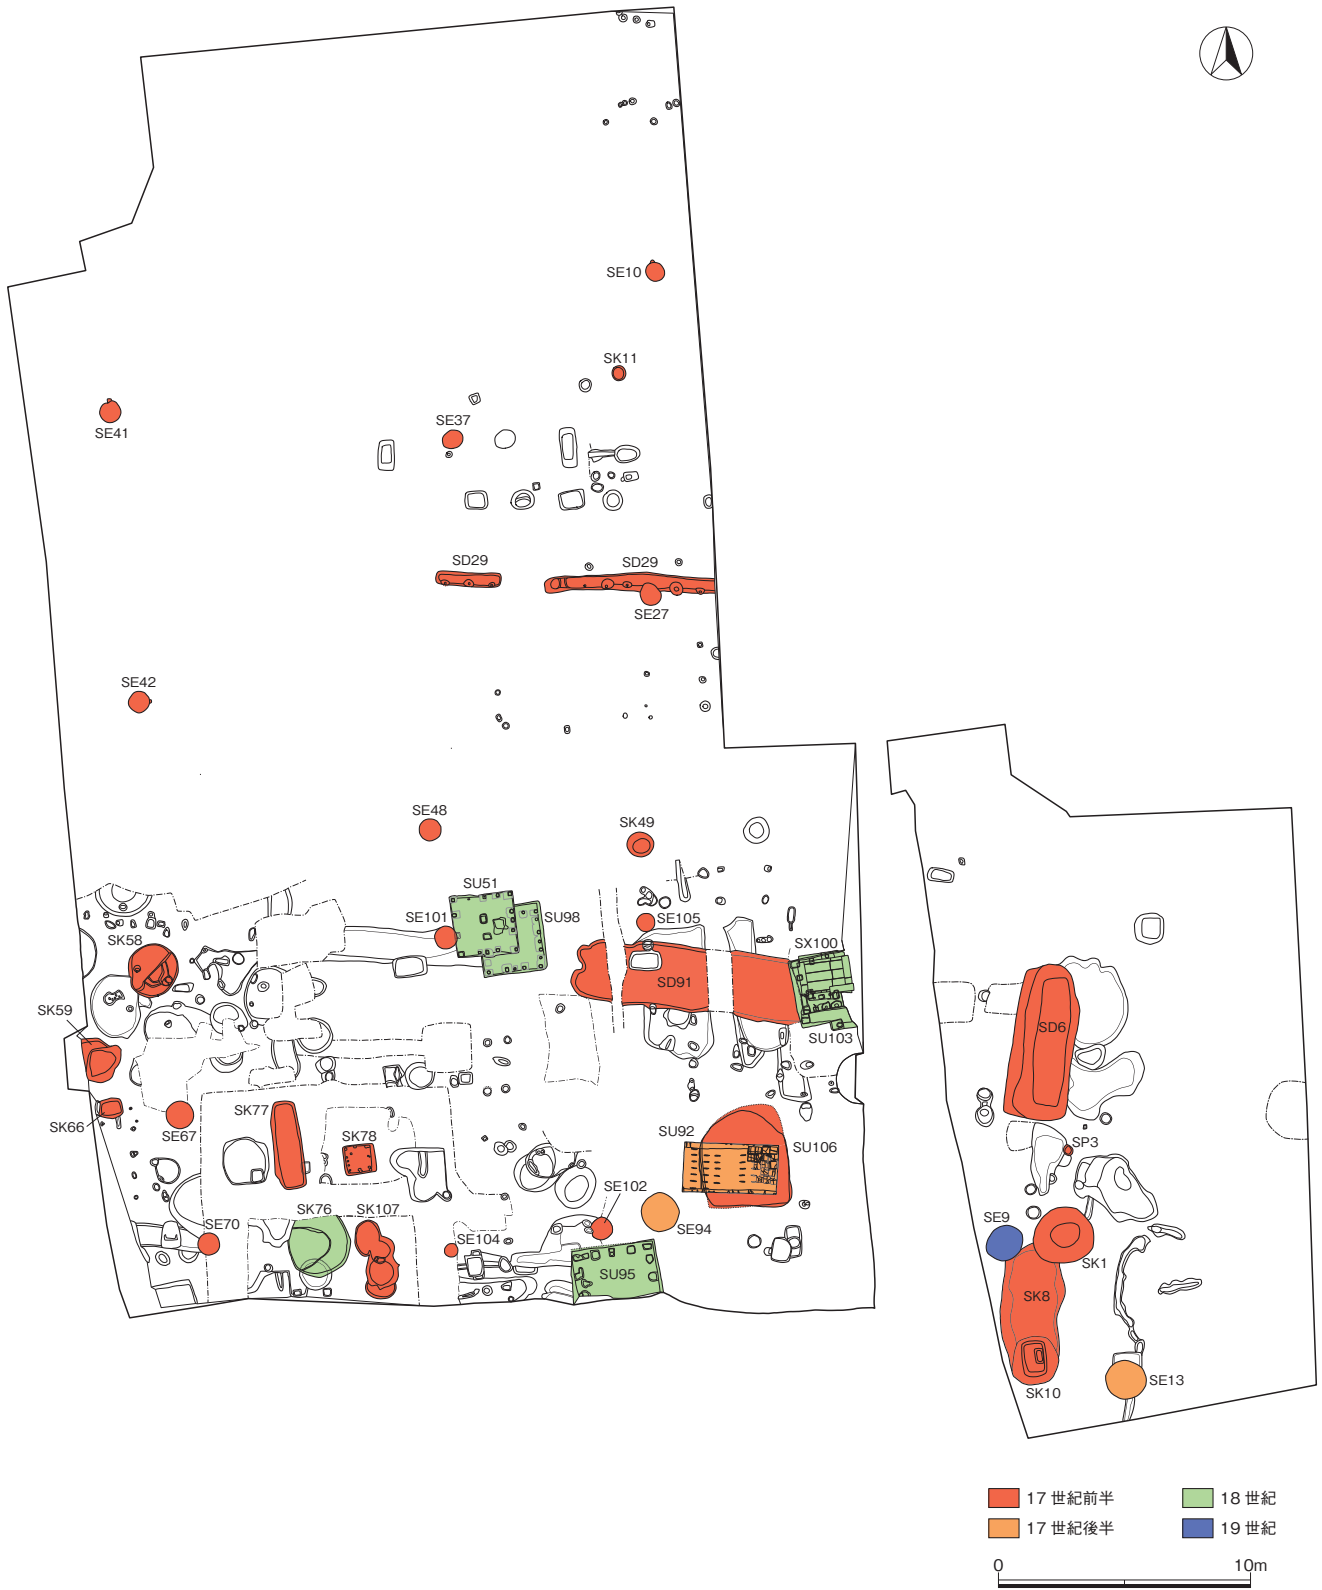 SE10
SK11
SE41
SE37
SD29
SD29
SE27
SE42
SE48
SK49
SU51
SE101
SU98
SE105
SK58
SX100
SD91
SK59
SU103
SD6
SK66
SE67
SK77
SK78
SU92
SU106
SP3
SE102
SE70
SK76
SK107
SE104
SE94
SE9
SU95
SK1
SK8
SK10
SE13
17 世紀前半
18 世紀
17 世紀後半
19 世紀
0
10m